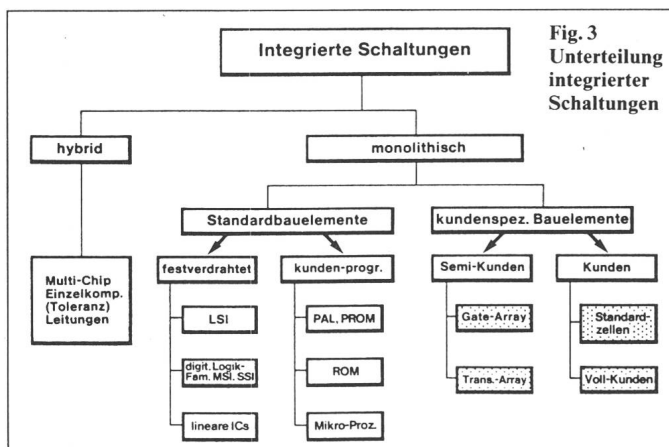 Fig. 3
Unterteilung
integrierter
Schaltungen
Integrierte Schaltungen
hybrid
monolithisch
Standardbauelemente
kundenspez. Bauelemente
Multi-Chip
Einzelkomp.
(Toleranz)
Leitungen
festverdrahtet
kunden-progr.
Semi-Kunden
Kunden
LSI
PAL, PROM
Gate-Array
Standard-
zellen
digit. Logik-
Fam. MSI. SSI
ROM
Trans.-Array
Voll-Kunden
lineare ICs
Mikro-Proz.